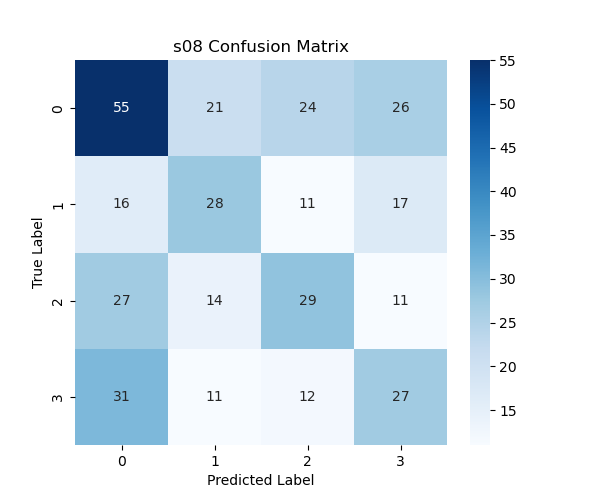 s08 Confusion Matrix
True Label
0 55 21 24 26
1 16 28 11 17
2 27 14 29 11
3 31 11 12 27
0 1 2 3
Predicted Label
55
50
45
40
35
30
25
20
15